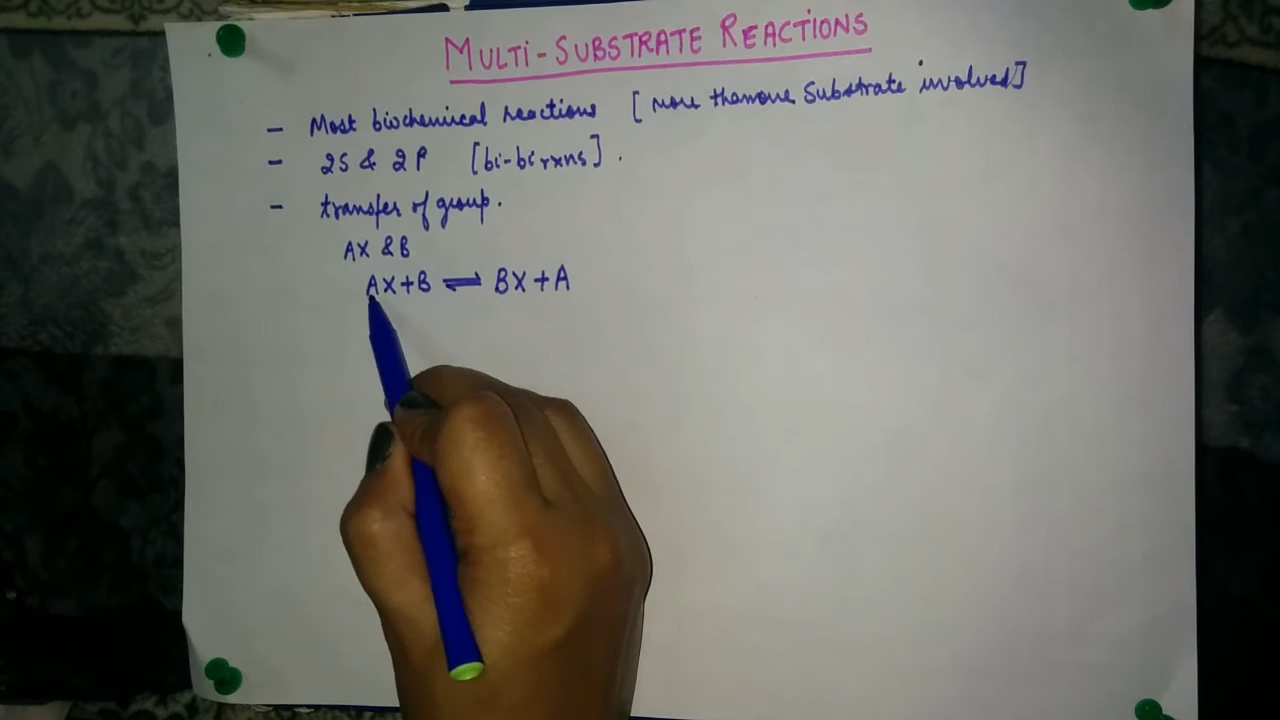 MULTI-SUBSTRATE REACTIONS
- Most biochemical reactions [more than one substrate involved]
- 2S & 2P [bi-bi rxns].
- transfer of group.
AX & B
AX+B ⇌ BX+A